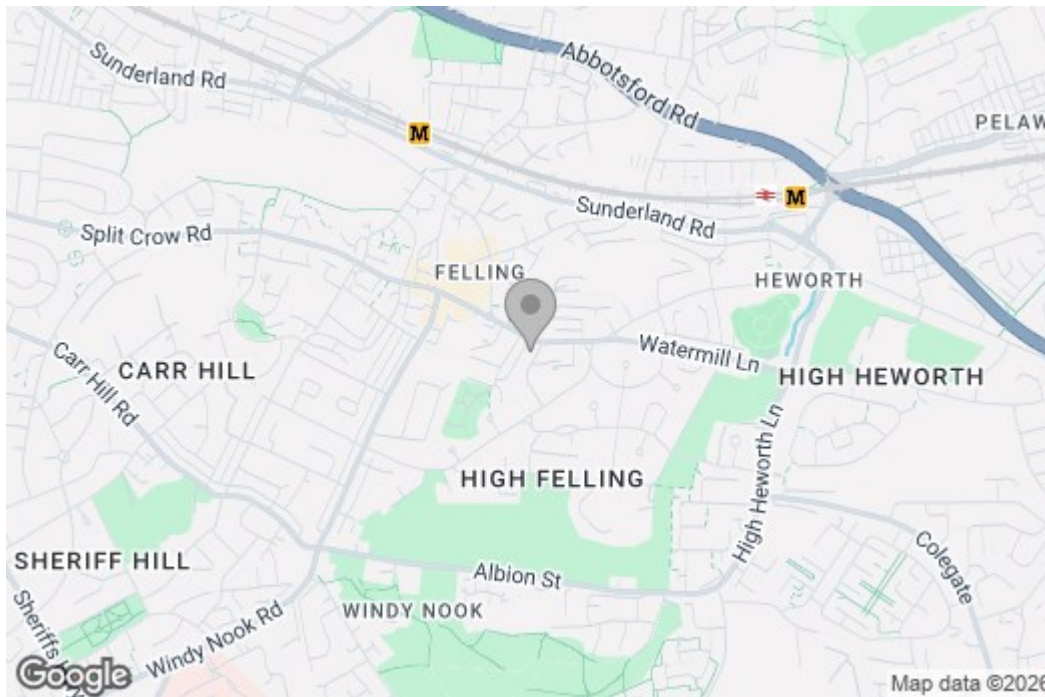 Abbotsford Rd
Sunderland Rd
M
PELAW
M
Sunderland Rd
Split Crow Rd
FELLING
HEWORTH
Watermill Ln
Carr Hill Rd
CARR HILL
HIGH HEWORTH
HIGH FELLING
High Heworth Ln
Colegate
SHERIFF HILL
Albion St
WINDY NOOK
Windy Nook Rd
Google
Map data ©2026